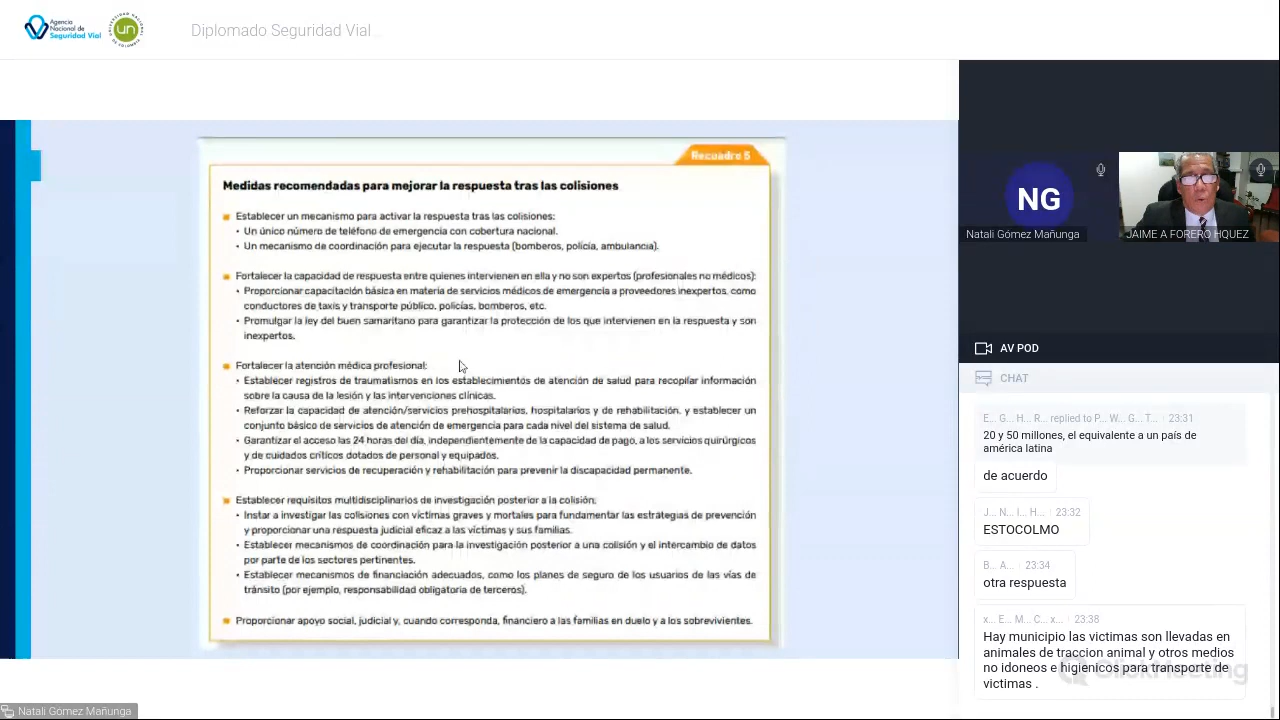 Agencia
Nacional de
Seguridad Vial
UNIVERSIDAD NACIONAL DE COLOMBIA
un
Diplomado Seguridad Vial ...
Recuadro 5
Medidas recomendadas para mejorar la respuesta tras las colisiones
Establecer un mecanismo para activar la respuesta tras las colisiones:
• Un único número de teléfono de emergencia con cobertura nacional.
• Un mecanismo de coordinación para ejecutar la respuesta (bomberos, policía, ambulancia).
Fortalecer la capacidad de respuesta entre quienes intervienen en ella y no son expertos (profesionales no médicos):
• Proporcionar capacitación básica en materia de servicios médicos de emergencia a proveedores inexpertos, como
conductores de taxis y transporte público, policías, bomberos, etc.
• Promulgar la ley del buen samaritano para garantizar la protección de los que intervienen en la respuesta y son
inexpertos.
Fortalecer la atención médica profesional:
• Establecer registros de traumatismos en los establecimientos de atención de salud para recopilar información
sobre la causa de la lesión y las intervenciones clínicas.
• Reforzar la capacidad de atención/servicios prehospitalarios, hospitalarios y de rehabilitación, y establecer un
conjunto básico de servicios de atención de emergencia para cada nivel del sistema de salud.
• Garantizar el acceso las 24 horas del día, independientemente de la capacidad de pago, a los servicios quirúrgicos
y de cuidados críticos dotados de personal y equipados.
• Proporcionar servicios de recuperación y rehabilitación para prevenir la discapacidad permanente.
Establecer requisitos multidisciplinarios de investigación posterior a la colisión;
• Instar a investigar las colisiones con víctimas graves y mortales para fundamentar las estrategias de prevención
y proporcionar una respuesta judicial eficaz a las víctimas y sus familias.
• Establecer mecanismos de coordinación para la investigación posterior a una colisión y el intercambio de datos
por parte de los sectores pertinentes.
• Establecer mecanismos de financiación adecuados, como los planes de seguro de los usuarios de las vías de
tránsito (por ejemplo, responsabilidad obligatoria de terceros).
Proporcionar apoyo social, judicial y, cuando corresponda, financiero a las familias en duelo y a los sobrevivientes.
Natali Gómez Mañunga
NG
Natali Gómez Mañunga
JAIME A FORERO HQUEZ
AV POD
CHAT
E... G... H... R... replied to P... W... G... T... 23:31
20 y 50 millones, el equivalente a un país de
américa latina
de acuerdo
J... N... I... H... 23:32
ESTOCOLMO
B... A... 23:34
otra respuesta
x... E... M... C... x... 23:38
Hay municipio las victimas son llevadas en
animales de traccion animal y otros medios
no idoneos e higienicos para transporte de
victimas .
ClickMeeting